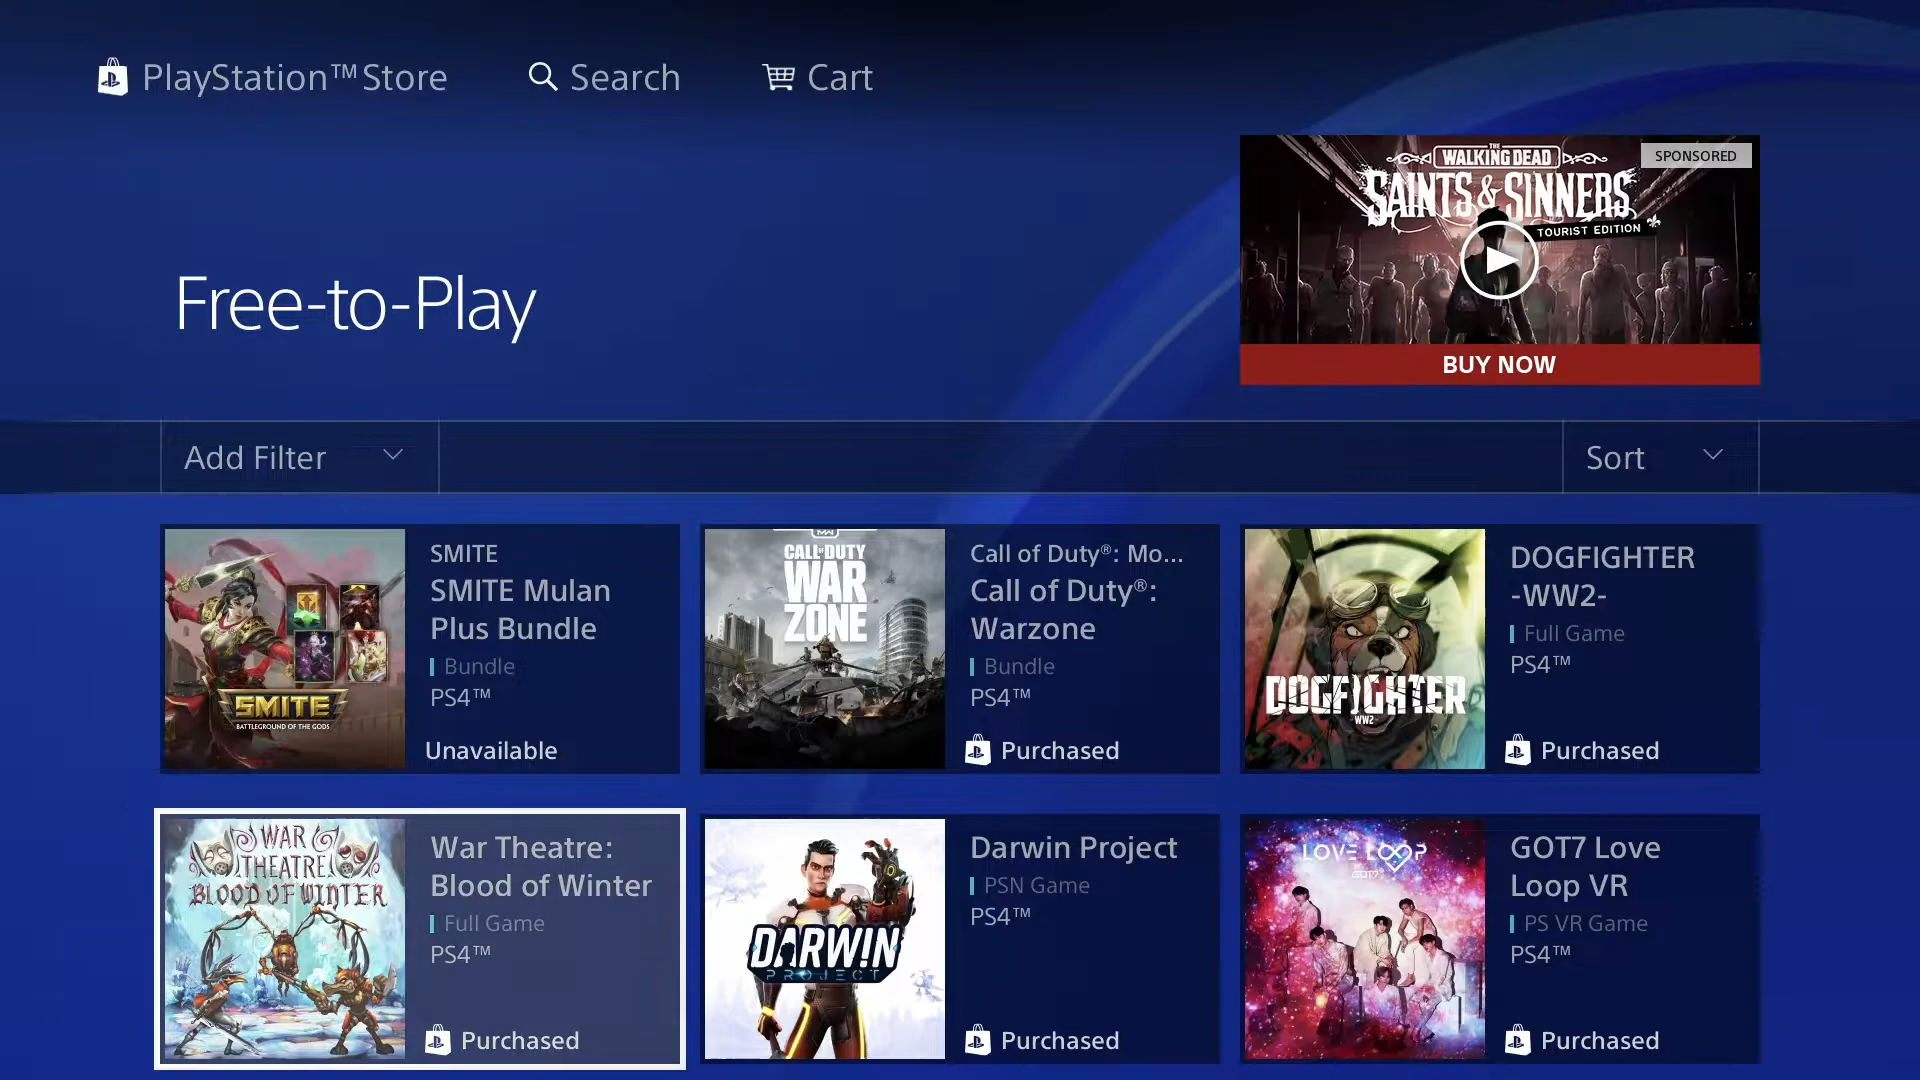 PlayStation™Store
Search
Cart
THE
WALKING DEAD
SPONSORED
SAINTS & SINNERS
TOURIST EDITION
BUY NOW
Free-to-Play
Add Filter
Sort
SMITE
BATTLEGROUND OF THE GODS
SMITE
SMITE Mulan
Plus Bundle
Bundle
PS4™
Unavailable
CALL OF DUTY
WAR
ZONE
Call of Duty®: Mo...
Call of Duty®:
Warzone
Bundle
PS4™
Purchased
DOGFIGHTER
-WW2-
DOGFIGHTER
-WW2-
Full Game
PS4™
Purchased
WAR
THEATRE
BLOOD OF WINTER
War Theatre:
Blood of Winter
Full Game
PS4™
Purchased
DARWIN
PROJECT
Darwin Project
PSN Game
PS4™
Purchased
LOVE LOOP
GOT7
GOT7 Love
Loop VR
PS VR Game
PS4™
Purchased